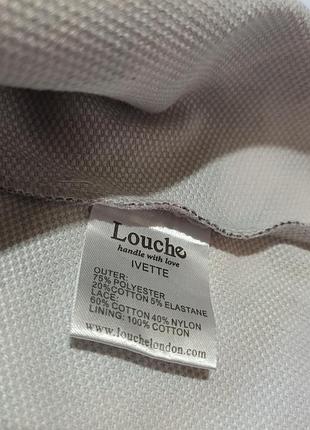 Louche
handle with love
IVETTE
OUTER:
75% POLYESTER
20%COTTON 5% ELASTANE
LACE:
60% COTTON 40% NYLON
LINING: 100% COTTON
www.louchelondon.com